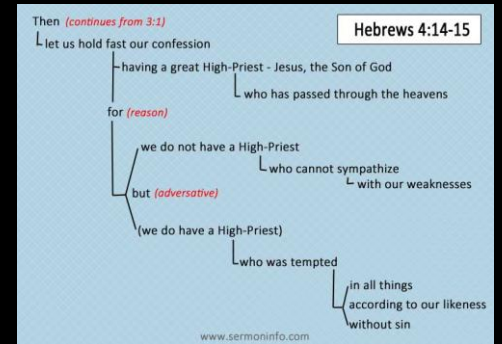 Then (continues from 3:1)
Hebrews 4:14-15
let us hold fast our confession
having a great High-Priest - Jesus, the Son of God
who has passed through the heavens
for (reason)
we do not have a High-Priest
who cannot sympathize
with our weaknesses
but (adversative)
(we do have a High-Priest)
who was tempted
in all things
according to our likeness
without sin
www.sermoninfo.com